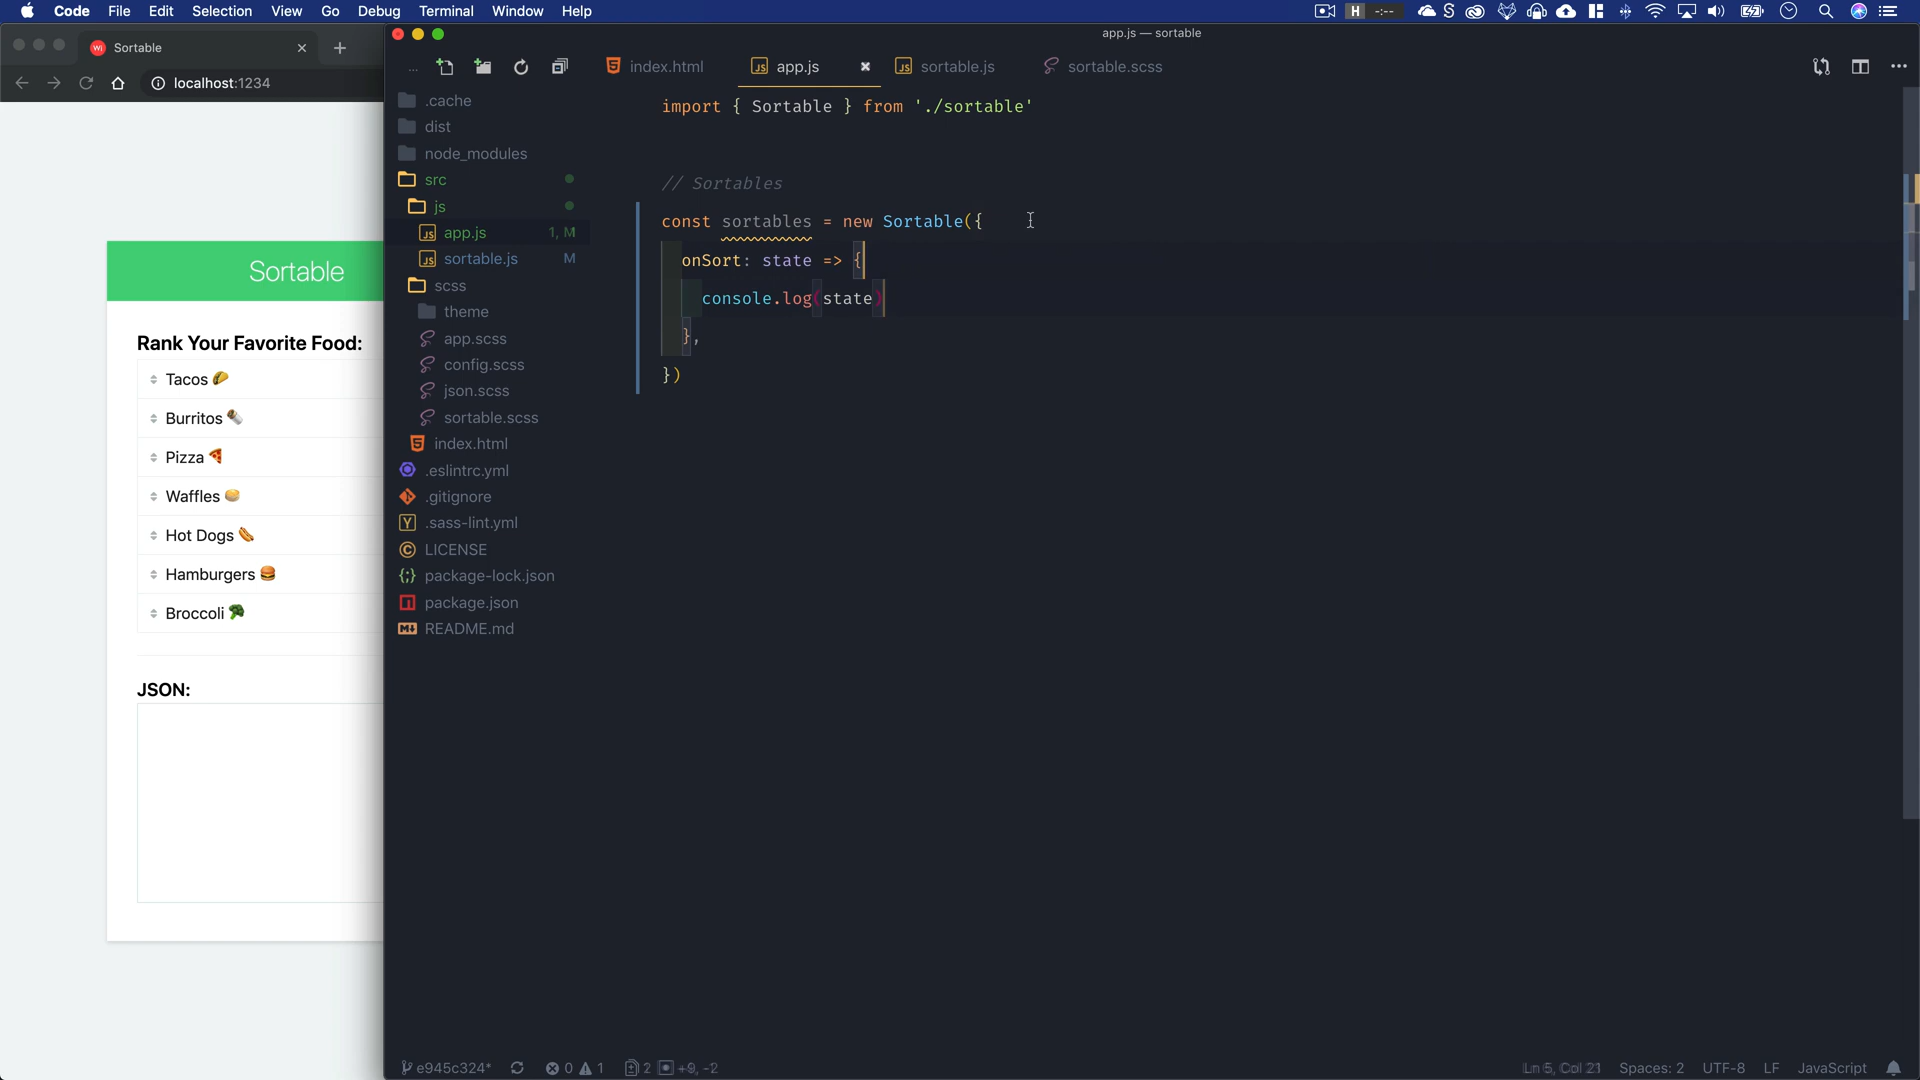 Code File Edit Selection View Go Debug Terminal Window Help
H -:--
Sortable
localhost:1234
Sortable
Rank Your Favorite Food:
Tacos 🌮
Burritos 🌯
Pizza 🍕
Waffles 🥞
Hot Dogs 🌭
Hamburgers 🍔
Broccoli 🥦
JSON:
app.js — sortable
index.html
app.js
sortable.js
sortable.scss
.cache
dist
node_modules
src
js
app.js 1, M
sortable.js M
scss
theme
app.scss
config.scss
json.scss
sortable.scss
index.html
.eslintrc.yml
.gitignore
.sass-lint.yml
LICENSE
package-lock.json
package.json
README.md
import { Sortable } from './sortable'
// Sortables
const sortables = new Sortable({
onSort: state => {
console.log(state)
},
})
e945c324* 0 1 2 +9, -2
Ln 5, Col 21 Spaces: 2 UTF-8 LF JavaScript